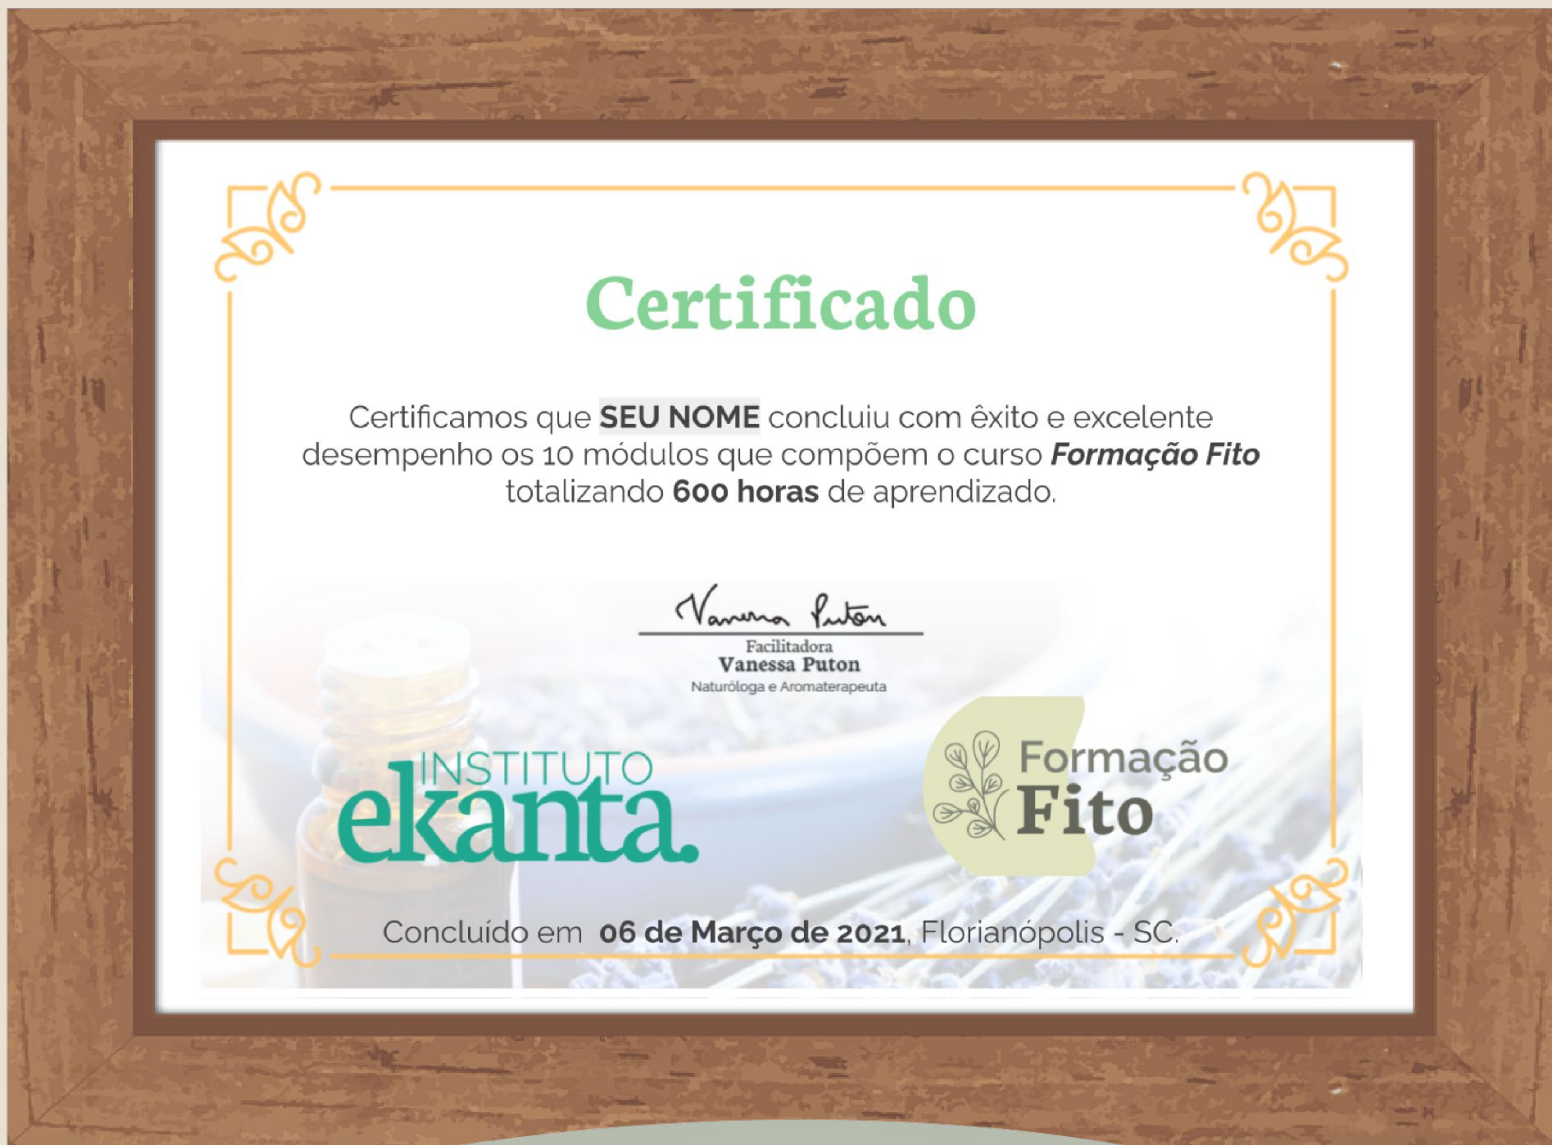 Certificado
Certificamos que SEU NOME concluiu com êxito e excelente
desempenho os 10 módulos que compõem o curso Formação Fito
totalizando 600 horas de aprendizado.
Vanessa Puton
Facilitadora
Vanessa Puton
Naturóloga e Aromaterapeuta
INSTITUTO
ekanta.
Formação
Fito
Concluído em 06 de Março de 2021, Florianópolis - SC.